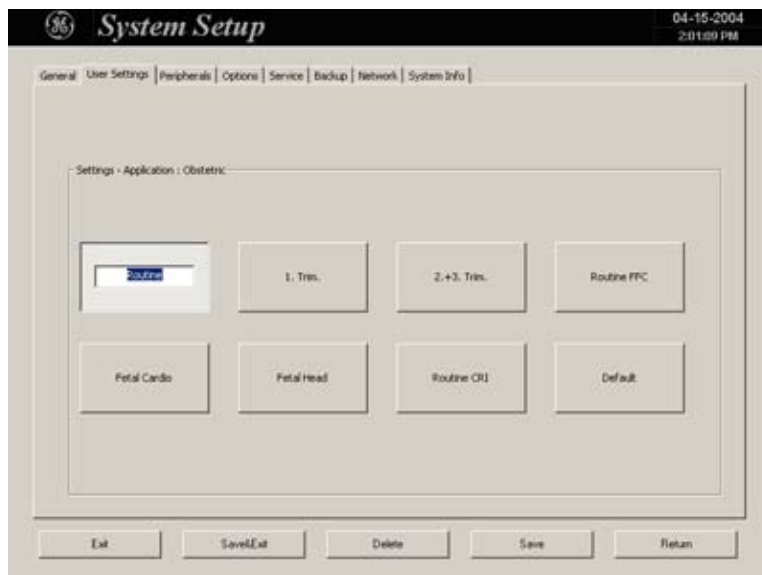 System Setup
04-15-2004
2:01:09 PM
General User Settings Peripherals Options Service Backup Network System Info
Settings - Application : Obstetric
Routine 1. Trim. 2.+3. Trim. Routine FFC
Fetal Cardio Fetal Head Routine CRI Default
Exit Save&Exit Delete Save Return